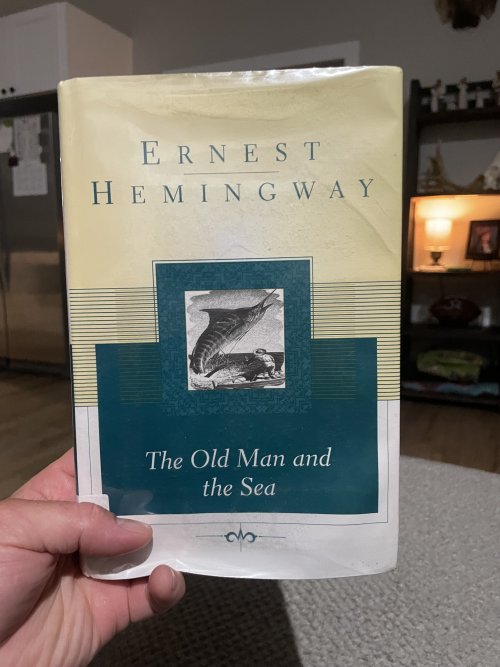 ERNEST
HEMINGWAY
The Old Man and
the Sea